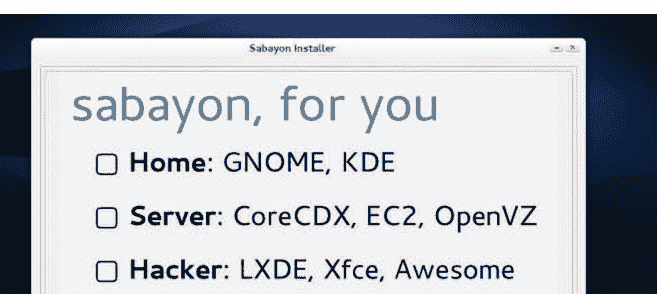 Sabayon Installer
sabayon, for you
Home: GNOME, KDE
Server: CoreCDX, EC2, OpenVZ
Hacker: LXDE, Xfce, Awesome